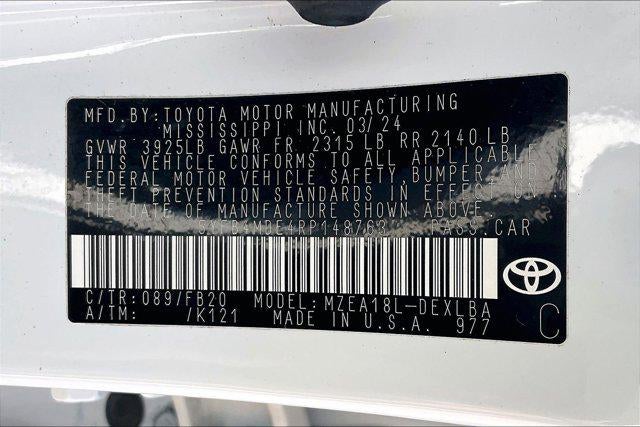 MFD.BY:TOYOTA MOTOR MANUFACTURING
MISSISSIPPI INC. 03/24
GVWR 3925LB GAWR FR. 2315 LB RR 2140 LB
THIS VEHICLE CONFORMS TO ALL APPLICABLE
FEDERAL MOTOR VEHICLE SAFETY BUMPER AND
THEFT PREVENTION STANDARDS IN EFFECT ON
THE DATE OF MANUFACTURE SHOWN ABOVE.
5YFB4MDE4RP148763 PASS.CAR
C/TR: 089/FB20 MODEL:MZEA18L-DEXLBA
A/TM: /K121 MADE IN U.S.A. 977
C